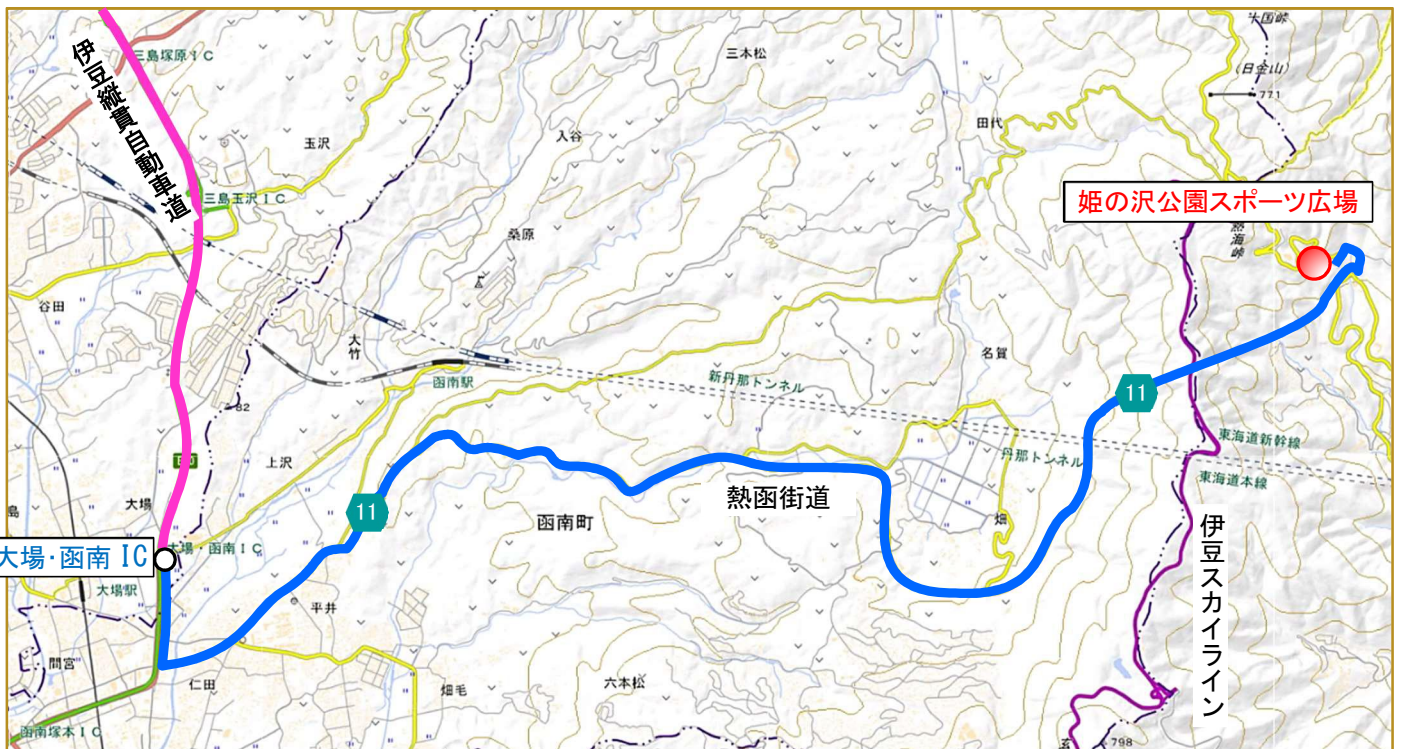 十国峠
(日金山)
771
三島塚原IC
伊豆縦貫自動車道
三木松
玉沢
入谷
田代
三島玉沢IC
姫の沢公園スポーツ広場
熱海峠
桑原
谷田
大竹
函南駅
新丹那トンネル
名賀
11
82
上沢
丹那トンネル
東海道新幹線
東海道本線
大場
熱函街道
11
函南町
畑
島
大場・函南 IC
大場・函南IC
大場駅
平井
伊豆スカイライン
間宮
仁田
畑毛
六本松
函南塚本IC
玄
798